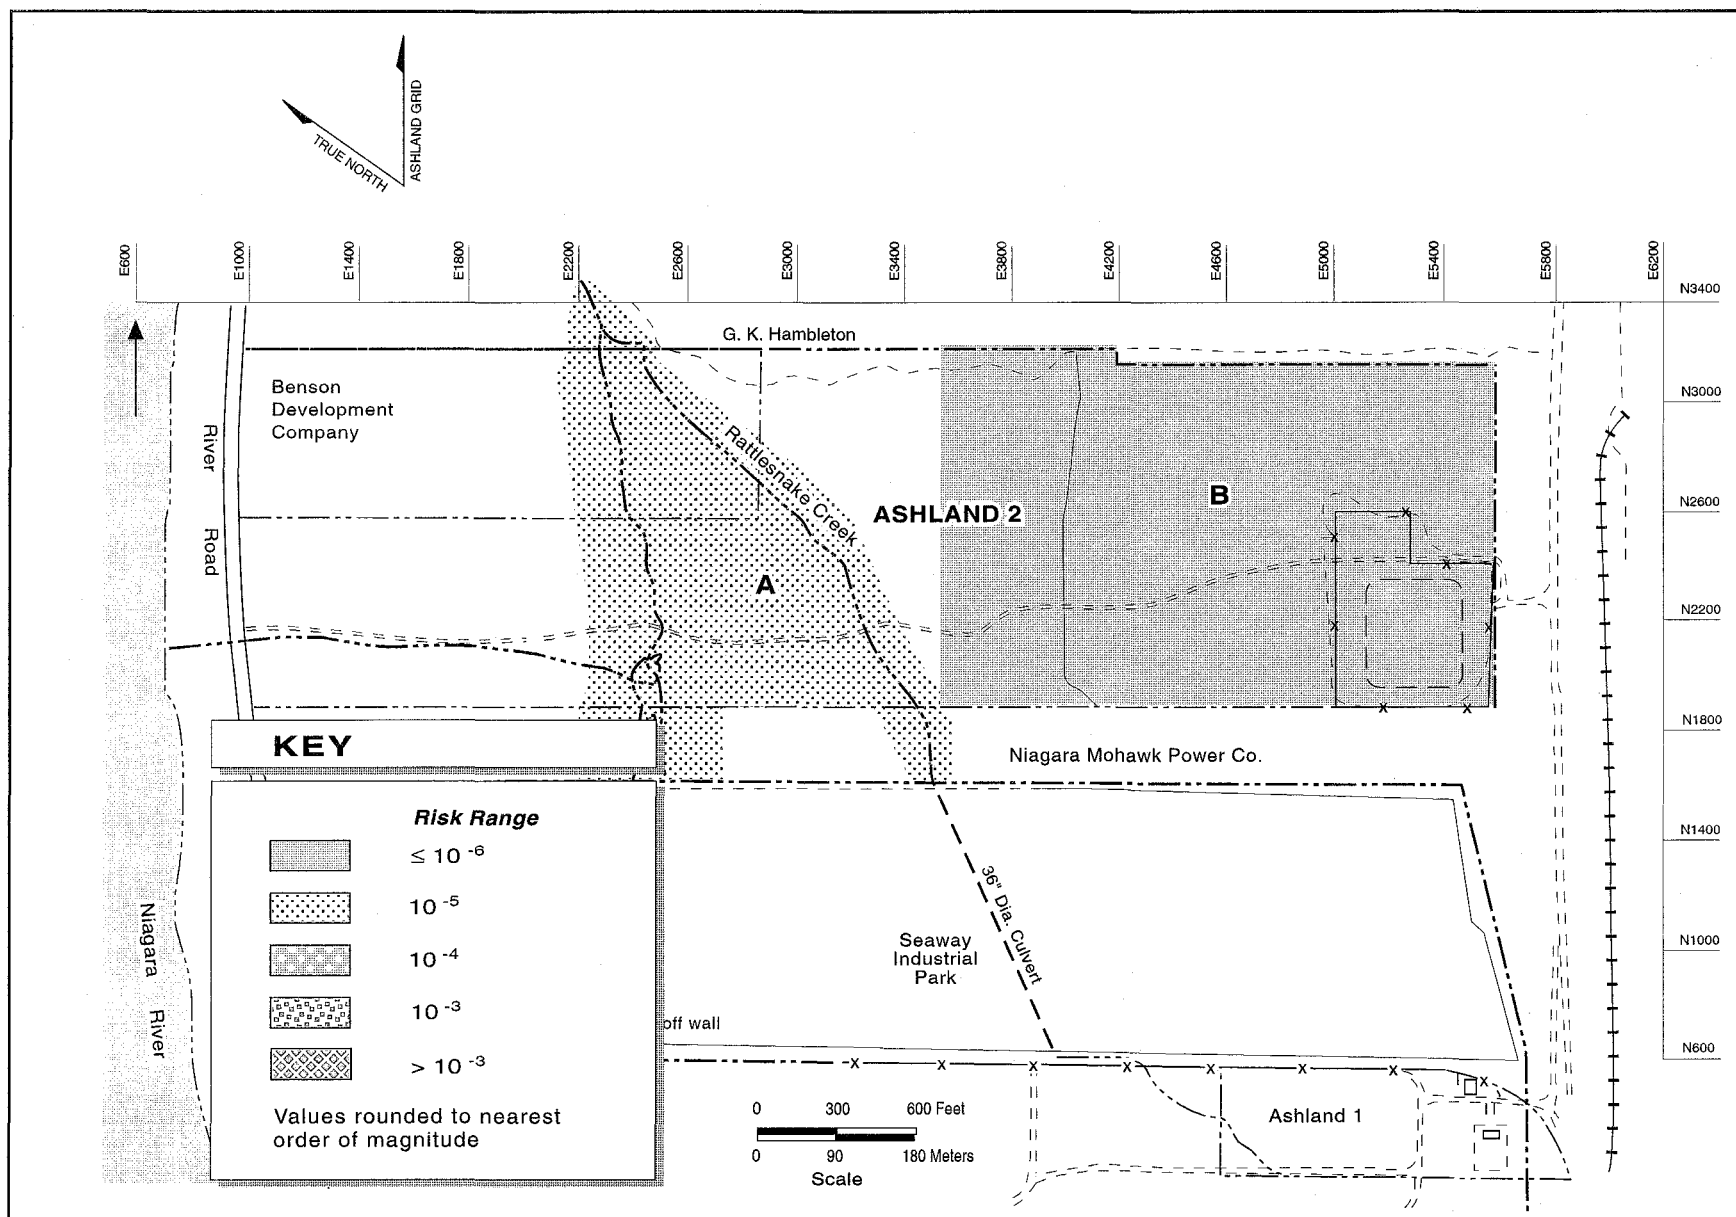 TRUE NORTH
ASHLAND GRID
E600
E1000
E1400
E1800
E2200
E2600
E3000
E3400
E3800
E4200
E4600
E5000
E5400
E5800
E6200
N3400
G. K. Hambleton
Benson
Development
Company
N3000
River Road
Rattlesnake Creek
ASHLAND 2
B
N2600
A
N2200
N1800
KEY
Niagara Mohawk Power Co.
Risk Range
≤ 10 -6
10 -5
10 -4
10 -3
> 10 -3
Values rounded to nearest
order of magnitude
N1400
36" Dia. Culvert
Niagara River
Seaway
Industrial
Park
N1000
off wall
N600
x x x x x x x x
0 300 600 Feet
0 90 180 Meters
Scale
Ashland 1